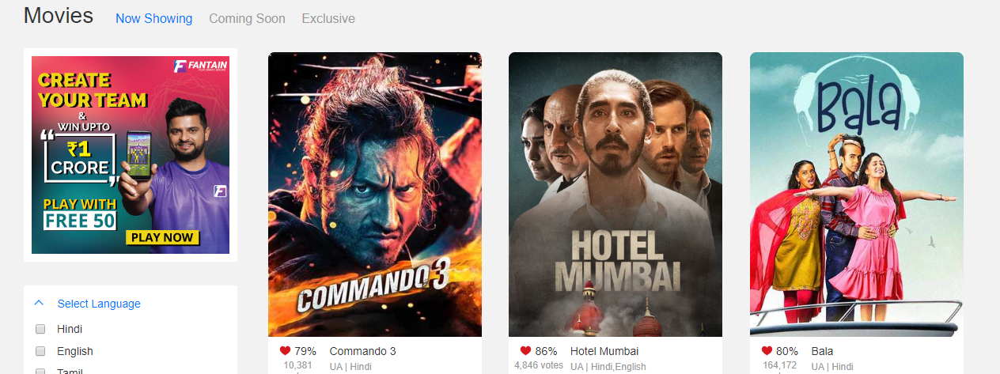 Movies
Now Showing
Coming Soon
Exclusive
FANTAIN
CREATE
YOUR TEAM
&
WIN UPTO
“
₹1
CRORE
”
PLAY WITH
FREE 50
PLAY NOW
Select Language
Hindi
English
Tamil
COMMANDO 3
79% Commando 3
10,381
UA | Hindi
HOTEL
MUMBAI
86% Hotel Mumbai
4,846 votes UA | Hindi,English
Bala
80% Bala
164,172 UA | Hindi